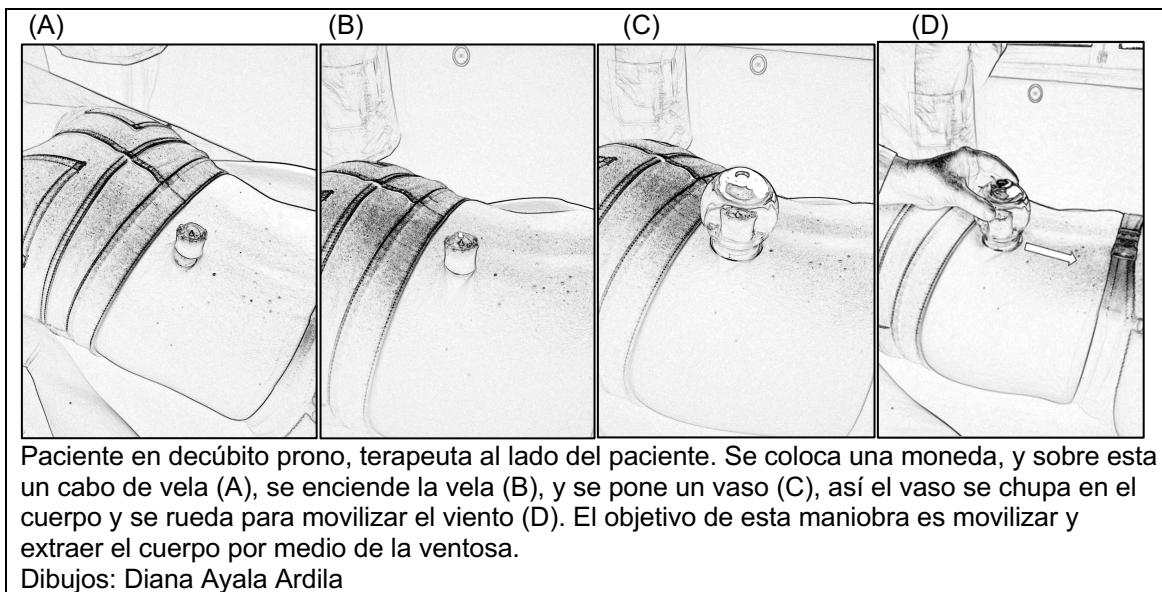 (A) (B) (C) (D)
Paciente en decúbito prono, terapeuta al lado del paciente. Se coloca una moneda, y sobre esta
un cabo de vela (A), se enciende la vela (B), y se pone un vaso (C), así el vaso se chupa en el
cuerpo y se rueda para movilizar el viento (D). El objetivo de esta maniobra es movilizar y
extraer el cuerpo por medio de la ventosa.
Dibujos: Diana Ayala Ardila